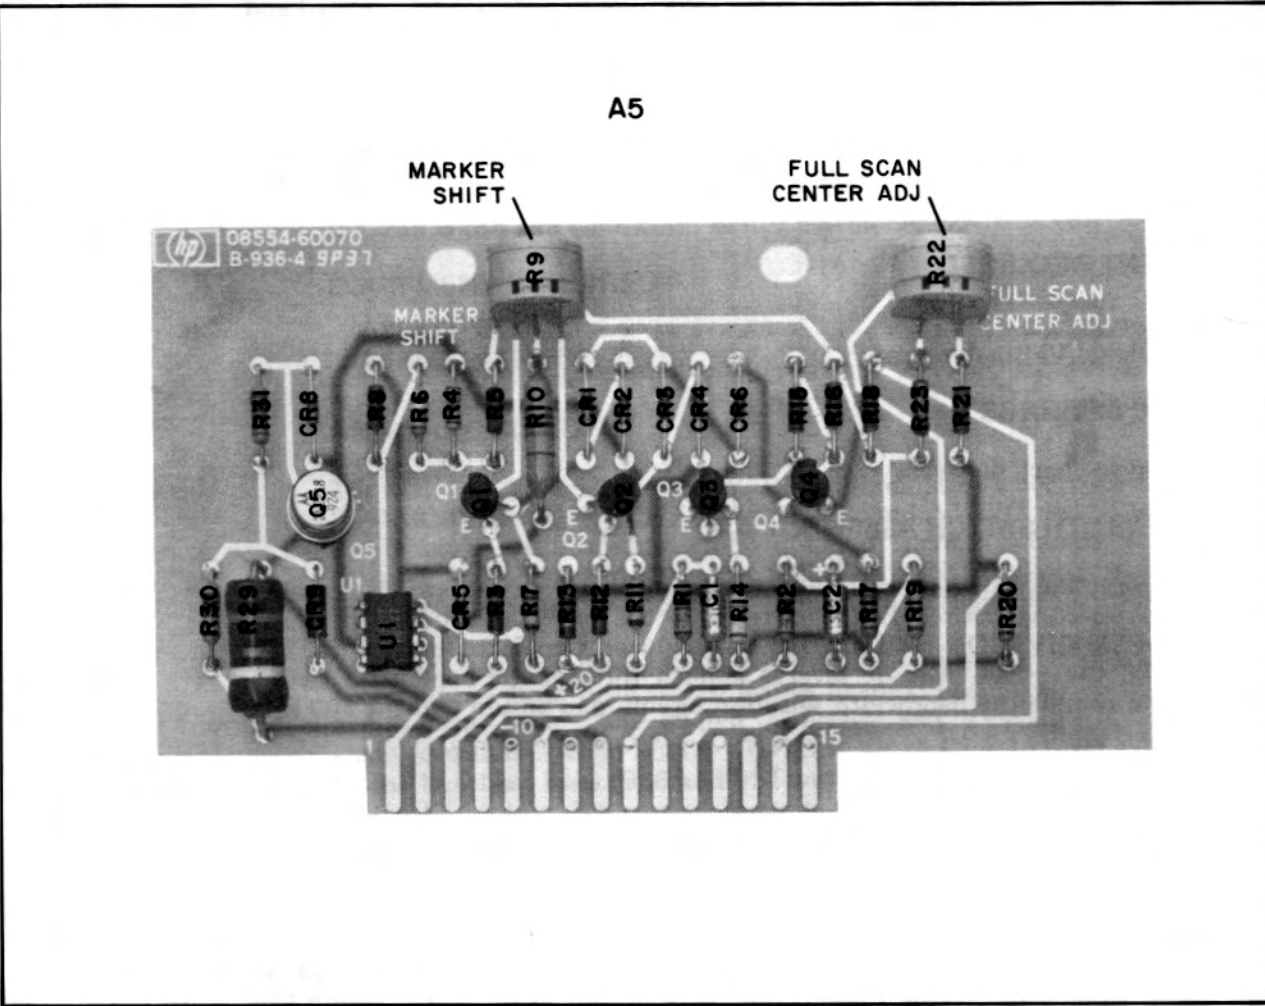 A5
MARKER
SHIFT
FULL SCAN
CENTER ADJ
hp
08554-60070
B-936-4
R9
R22
MARKER
SHIFT
FULL SCAN
CENTER ADJ
R31
CR8
R8
R6
R4
R5
R10
CR1
CR2
CR3
CR4
CR6
R15
R16
R18
R23
R21
Q5
924
Q1
Q1
Q2
Q3
Q3
Q4
E
E
Q2
E
Q4
E
Q5
U1
R30
R29
CR9
U1
CR5
R3
R7
R13
R12
R11
R1
C1
R14
R2
+
C2
R17
R19
R20
+20
-10
1
15